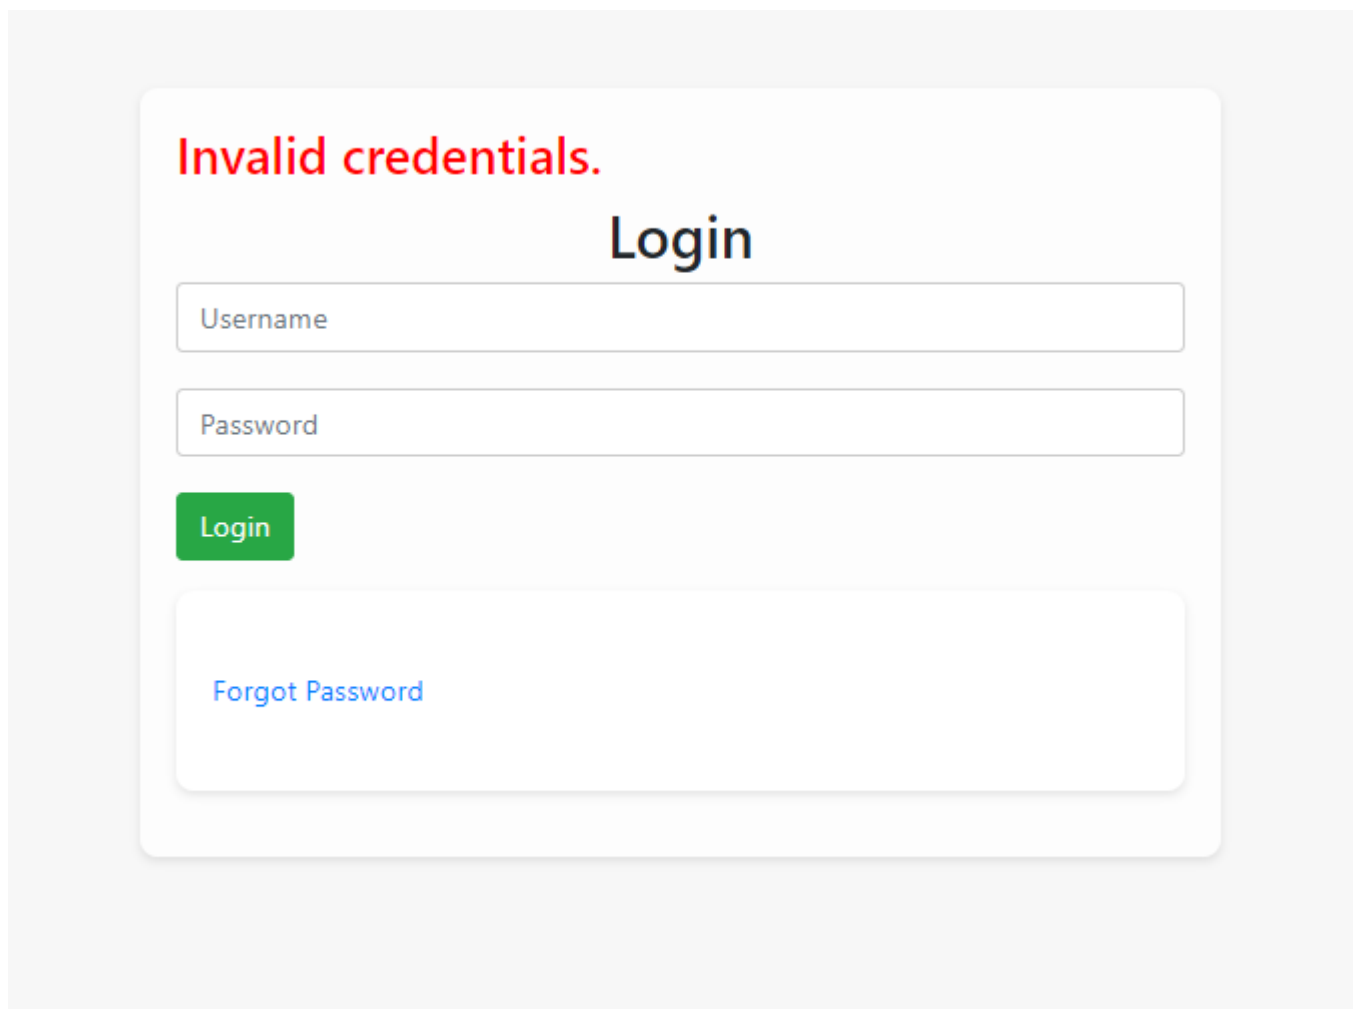 Invalid credentials.
Login
Username
Password
Login
Forgot Password